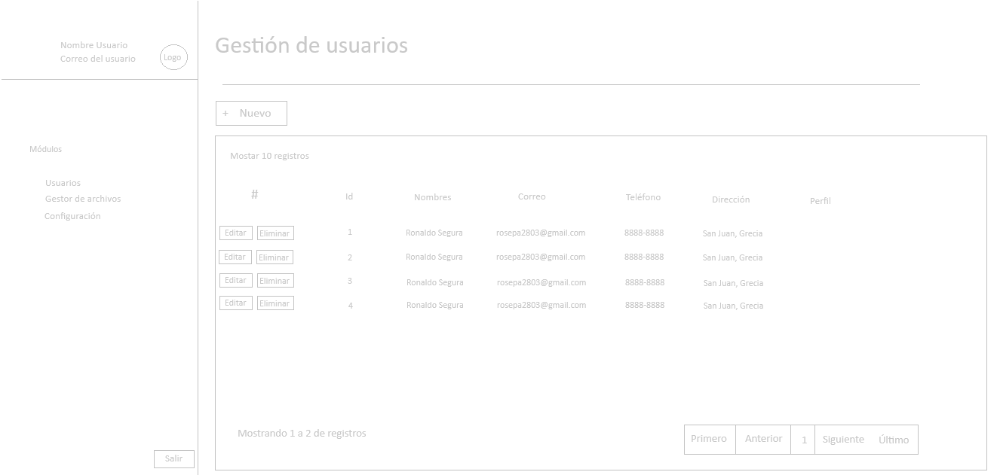 Nombre Usuario
Correo del usuario
Logo
Módulos
Usuarios
Gestor de archivos
Configuración
Salir
Gestión de usuarios
+ Nuevo
Mostar 10 registros
# Id Nombres Correo Teléfono Dirección Perfil
Editar Eliminar 1 Ronaldo Segura rosepa2803@gmail.com 8888-8888 San Juan, Grecia
Editar Eliminar 2 Ronaldo Segura rosepa2803@gmail.com 8888-8888 San Juan, Grecia
Editar Eliminar 3 Ronaldo Segura rosepa2803@gmail.com 8888-8888 San Juan, Grecia
Editar Eliminar 4 Ronaldo Segura rosepa2803@gmail.com 8888-8888 San Juan, Grecia
Mostrando 1 a 2 de registros
Primero Anterior 1 Siguiente Último